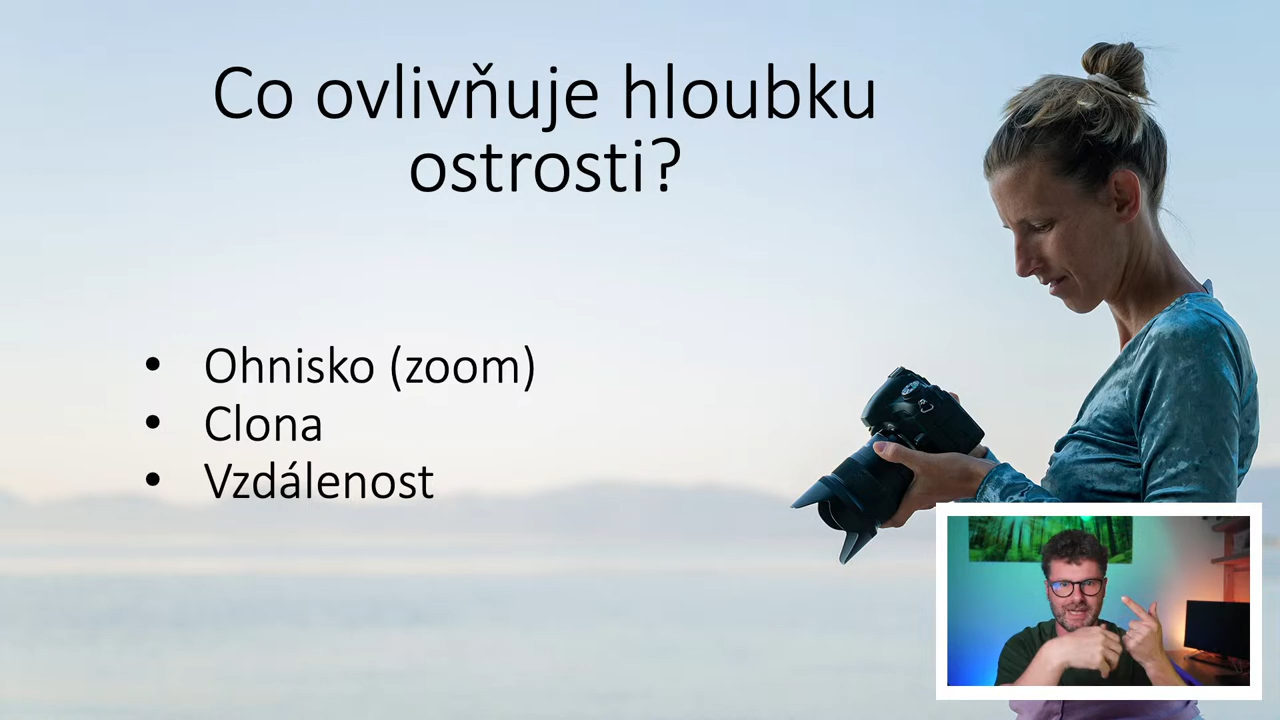 Co ovlivňuje hloubku
ostrosti?
• Ohnisko (zoom)
• Clona
• Vzdálenost